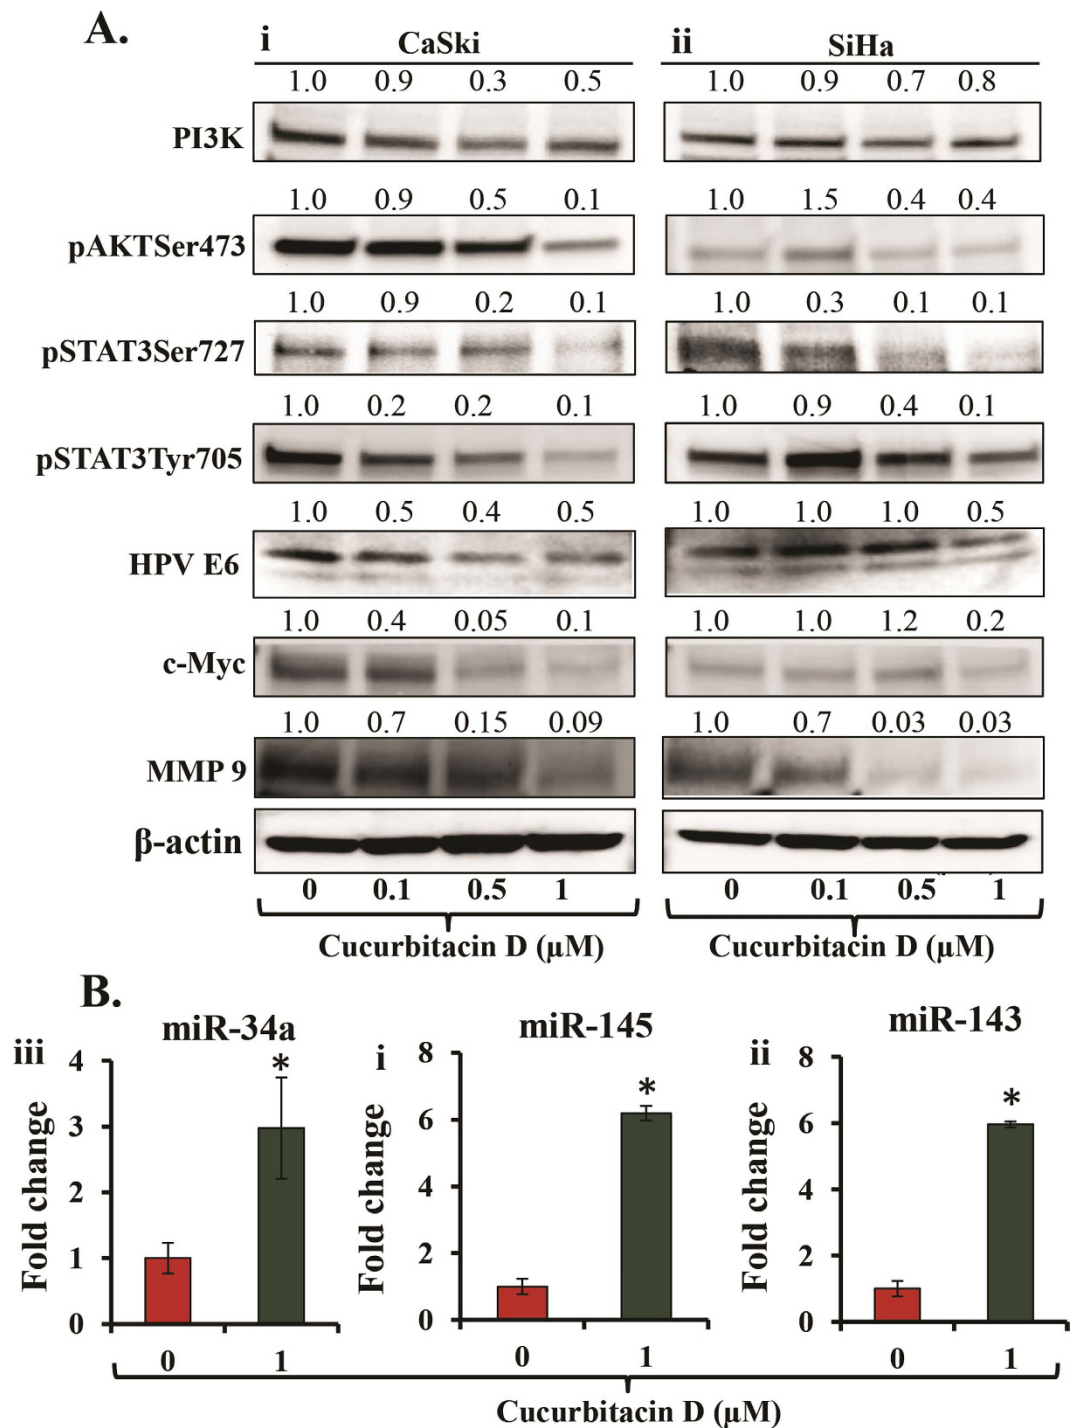 A.
i CaSki ii SiHa
1.0 0.9 0.3 0.5 1.0 0.9 0.7 0.8
PI3K
1.0 0.9 0.5 0.1 1.0 1.5 0.4 0.4
pAKTSer473
1.0 0.9 0.2 0.1 1.0 0.3 0.1 0.1
pSTAT3Ser727
1.0 0.2 0.2 0.1 1.0 0.9 0.4 0.1
pSTAT3Tyr705
1.0 0.5 0.4 0.5 1.0 1.0 1.0 0.5
HPV E6
1.0 0.4 0.05 0.1 1.0 1.0 1.2 0.2
c-Myc
1.0 0.7 0.15 0.09 1.0 0.7 0.03 0.03
MMP 9
β-actin
0 0.1 0.5 1 0 0.1 0.5 1
Cucurbitacin D (µM) Cucurbitacin D (µM)
B.
iii miR-34a i miR-145 ii miR-143
Fold change
4
3
2
1
0
*
0 1
Fold change
8
6
4
2
0
*
0 1
Fold change
8
6
4
2
0
*
0 1
Cucurbitacin D (µM)